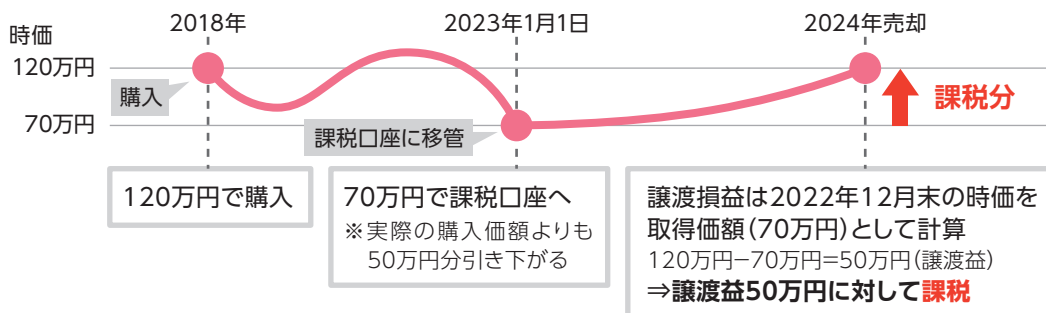 2018年
2023年1月1日
2024年売却
時価
120万円
購入
課税分
70万円
課税口座に移管
120万円で購入
70万円で課税口座へ
※実際の購入価額よりも
50万円分引き下がる
譲渡損益は2022年12月末の時価を
取得価額（70万円）として計算
120万円−70万円=50万円（譲渡益）
⇒譲渡益50万円に対して課税